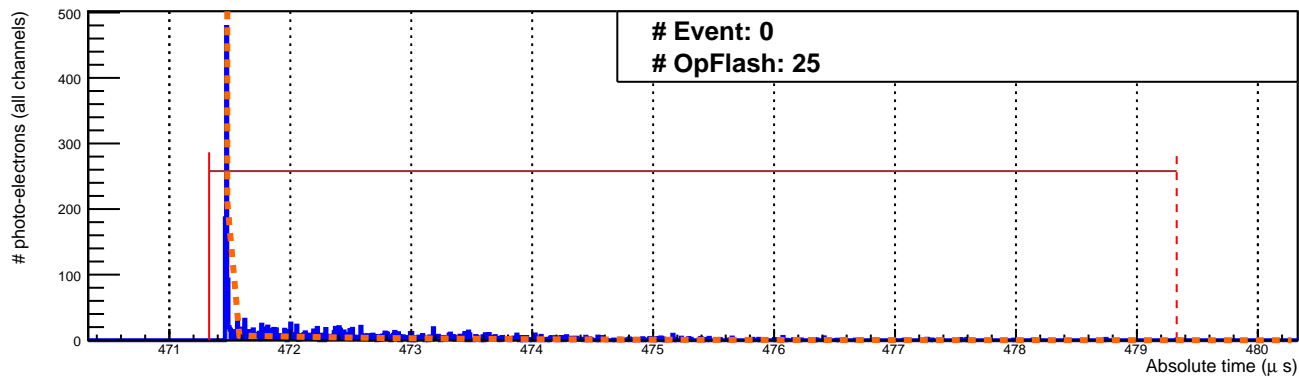 # Event: 0
# OpFlash: 25
# photo-electrons (all channels)
500
400
300
200
100
0
471 472 473 474 475 476 477 478 479 480
Absolute time (μ s)